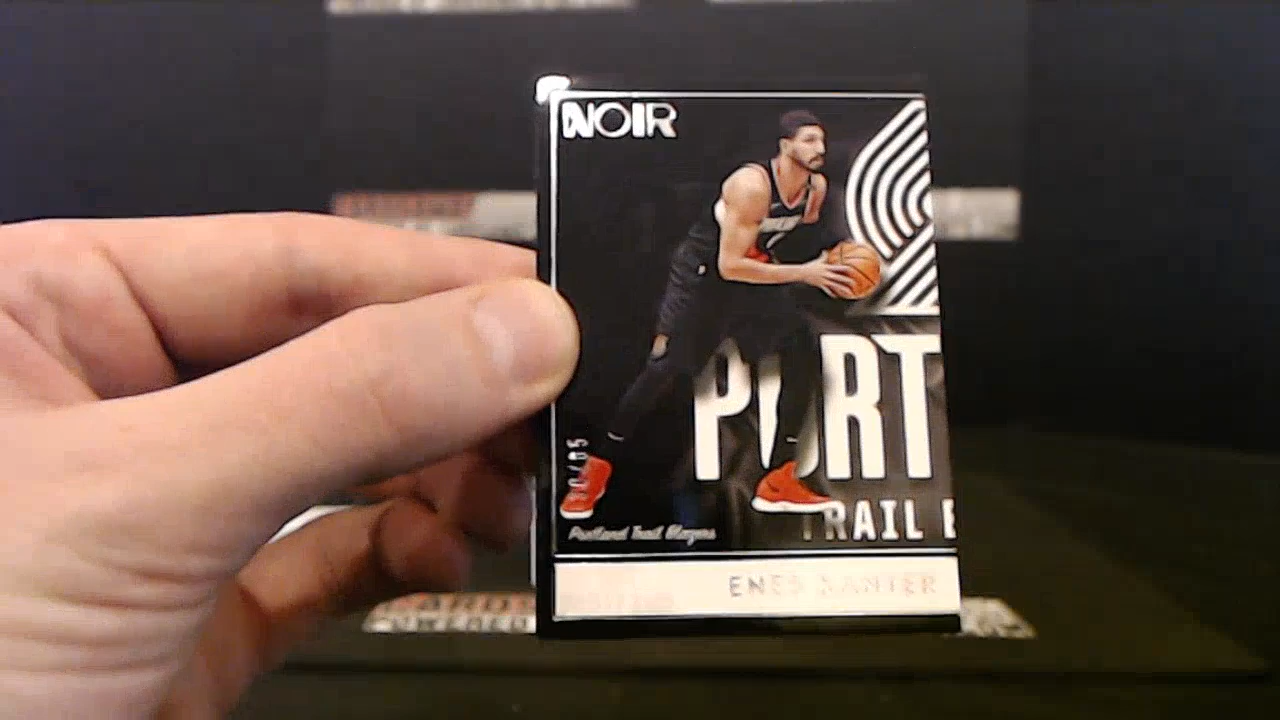 NOIR
PORT
TRAIL B
Portland Trail Blazers
ENES KANTER